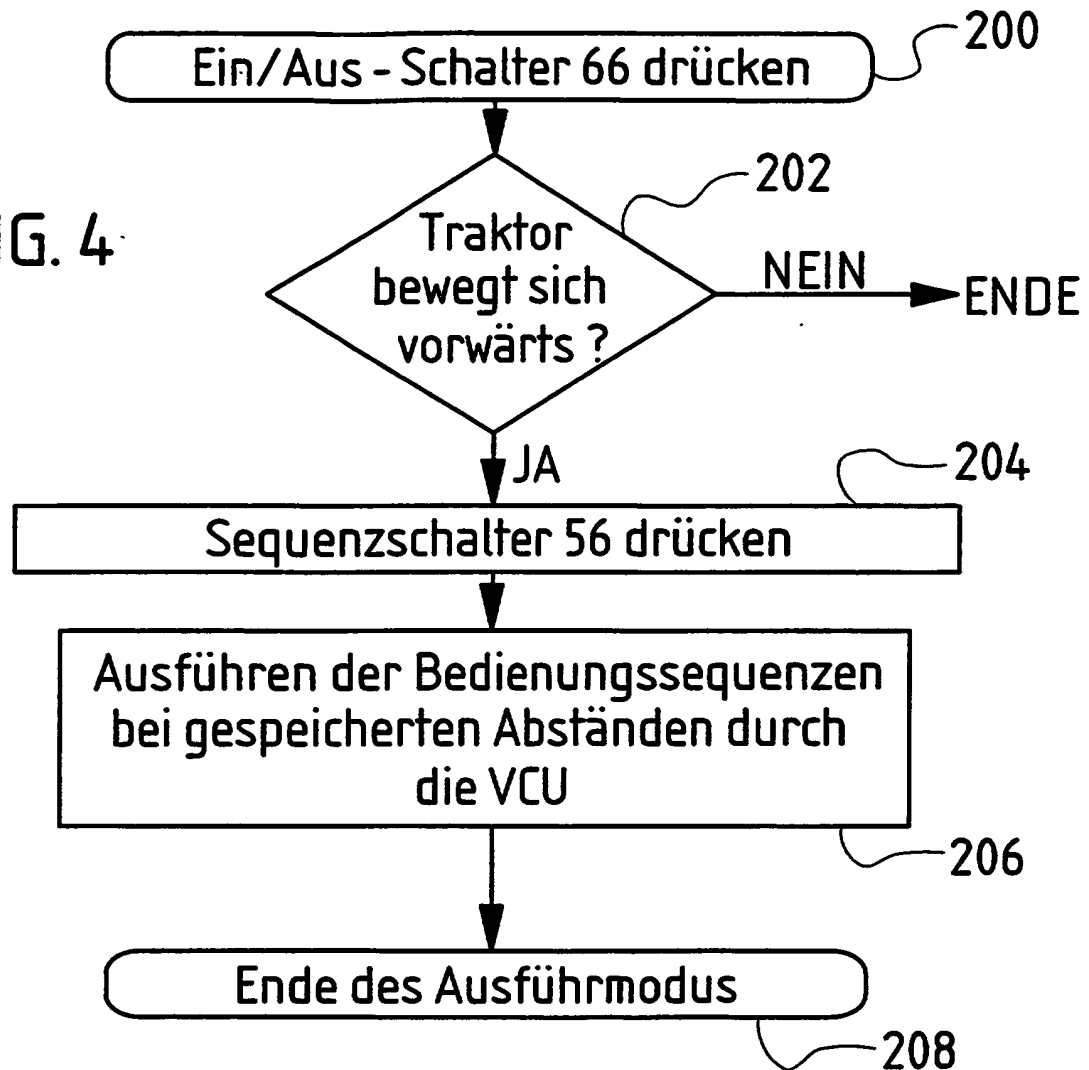 Ein/Aus - Schalter 66 drücken
200
202
G. 4
Traktor
bewegt sich
vorwärts ?
NEIN
ENDE
JA
204
Sequenzschalter 56 drücken
Ausführen der Bedienungssequenzen
bei gespeicherten Abständen durch
die VCU
206
Ende des Ausführmodus
208